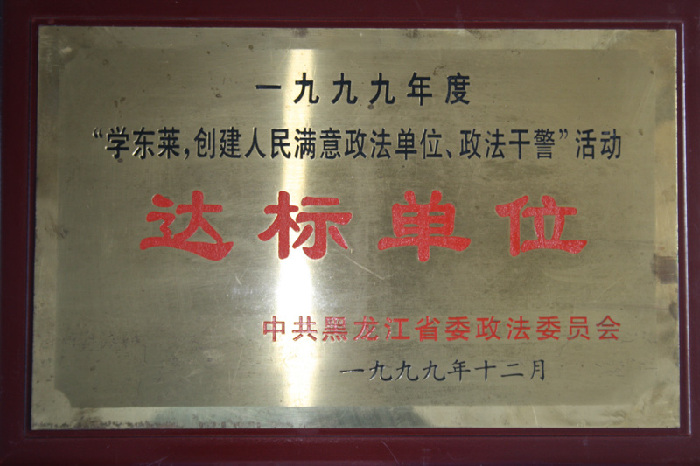 一九九九年度
“学东莱，创建人民满意政法单位、政法干警”活动
达标单位
中共黑龙江省委政法委员会
一九九九年十二月